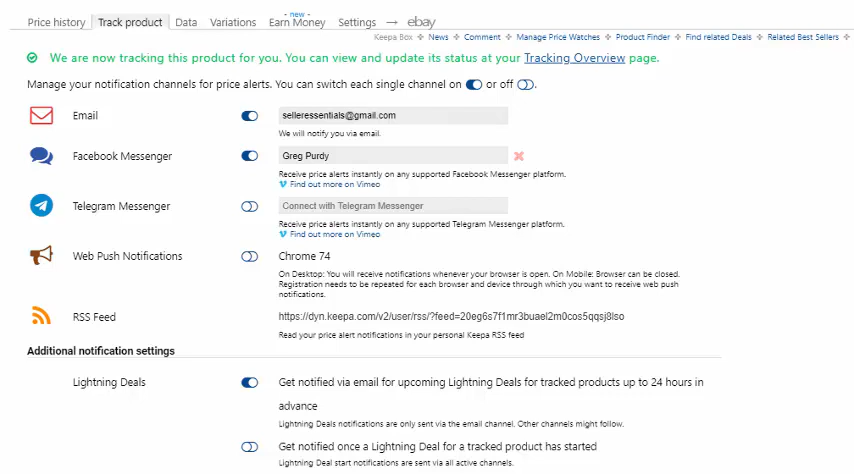 - new -
Price history Track product Data Variations Earn Money Settings → ebay
Keepa Box ✧ News ✧ Comment ✧ Manage Price Watches ✧ Product Finder ✧ Find related Deals ✧ Related Best Sellers ✧
We are now tracking this product for you. You can view and update its status at your Tracking Overview page.
Manage your notification channels for price alerts. You can switch each single channel on or off .
Email selleressentials@gmail.com
We will notify you via email.
Facebook Messenger Greg Purdy
Receive price alerts instantly on any supported Facebook Messenger platform.
Find out more on Vimeo
Telegram Messenger Connect with Telegram Messenger
Receive price alerts instantly on any supported Telegram Messenger platform.
Find out more on Vimeo
Web Push Notifications Chrome 74
On Desktop: You will receive notifications whenever your browser is open. On Mobile: Browser can be closed.
Registration needs to be repeated for each browser and device through which you want to receive web push
notifications.
RSS Feed https://dyn.keepa.com/v2/user/rss/?feed=20eg6s7f1mr3buael2m0cos5qqsj8lso
Read your price alert notifications in your personal Keepa RSS feed
Additional notification settings
Lightning Deals Get notified via email for upcoming Lightning Deals for tracked products up to 24 hours in
advance
Lightning Deals notifications are only sent via the email channel. Other channels might follow.
Get notified once a Lightning Deal for a tracked product has started
Lightning Deal start notifications are sent via all active channels.